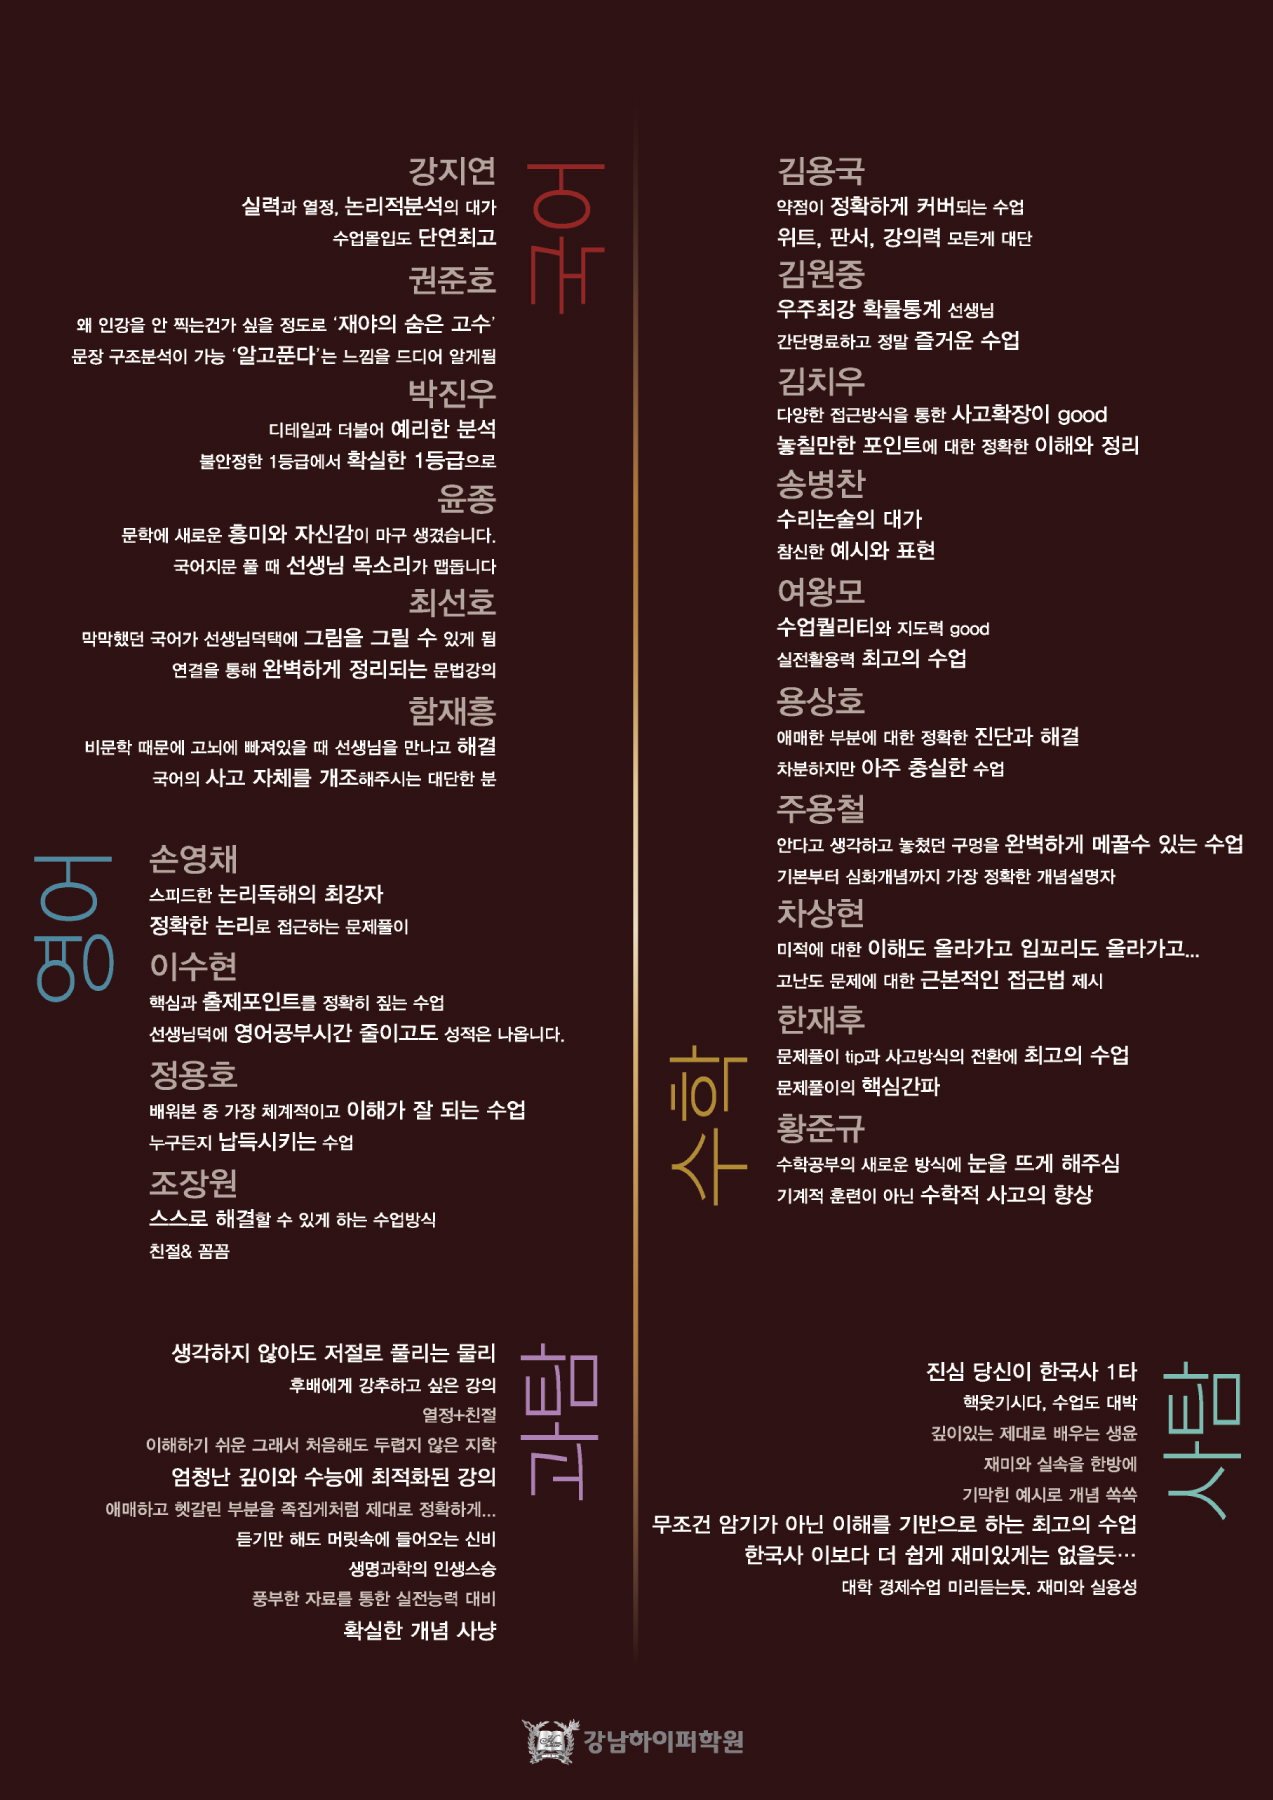 국어
강지연
실력과 열정, 논리적분석의 대가
수업몰입도 단연최고
권준호
왜 인강을 안 찍는건가 싶을 정도로 '재야의 숨은 고수'
문장 구조분석이 가능 '알고푼다'는 느낌을 드디어 알게됨
박진우
디테일과 더불어 예리한 분석
불안정한 1등급에서 확실한 1등급으로
윤종
문학에 새로운 흥미와 자신감이 마구 생겼습니다.
국어지문 풀 때 선생님 목소리가 맴돕니다
최선호
막막했던 국어가 선생님덕택에 그림을 그릴 수 있게 됨
연결을 통해 완벽하게 정리되는 문법강의
함재흥
비문학 때문에 고뇌에 빠져있을 때 선생님을 만나고 해결
국어의 사고 자체를 개조해주시는 대단한 분
영어
손영채
스피드한 논리독해의 최강자
정확한 논리로 접근하는 문제풀이
이수현
핵심과 출제포인트를 정확히 짚는 수업
선생님덕에 영어공부시간 줄이고도 성적은 나옵니다.
정용호
배워본 중 가장 체계적이고 이해가 잘 되는 수업
누구든지 납득시키는 수업
조장원
스스로 해결할 수 있게 하는 수업방식
친절& 꼼꼼
과탐
생각하지 않아도 저절로 풀리는 물리
후배에게 강추하고 싶은 강의
열정+친절
이해하기 쉬운 그래서 처음해도 두렵지 않은 지학
엄청난 깊이와 수능에 최적화된 강의
애매하고 헷갈린 부분을 족집게처럼 제대로 정확하게...
듣기만 해도 머릿속에 들어오는 신비
생명과학의 인생스승
풍부한 자료를 통한 실전능력 대비
확실한 개념 사냥
수학
김용국
약점이 정확하게 커버되는 수업
위트, 판서, 강의력 모든게 대단
김원중
우주최강 확률통계 선생님
간단명료하고 정말 즐거운 수업
김치우
다양한 접근방식을 통한 사고확장이 good
놓칠만한 포인트에 대한 정확한 이해와 정리
송병찬
수리논술의 대가
참신한 예시와 표현
여왕모
수업퀄리티와 지도력 good
실전활용력 최고의 수업
용상호
애매한 부분에 대한 정확한 진단과 해결
차분하지만 아주 충실한 수업
주용철
안다고 생각하고 놓쳤던 구멍을 완벽하게 메꿀수 있는 수업
기본부터 심화개념까지 가장 정확한 개념설명자
차상현
미적에 대한 이해도 올라가고 입꼬리도 올라가고...
고난도 문제에 대한 근본적인 접근법 제시
한재후
문제풀이 tip과 사고방식의 전환에 최고의 수업
문제풀이의 핵심간파
황준규
수학공부의 새로운 방식에 눈을 뜨게 해주심
기계적 훈련이 아닌 수학적 사고의 향상
사탐
진심 당신이 한국사 1타
핵웃기시다, 수업도 대박
깊이있는 제대로 배우는 생윤
재미와 실속을 한방에
기막힌 예시로 개념 쏙쏙
무조건 암기가 아닌 이해를 기반으로 하는 최고의 수업
한국사 이보다 더 쉽게 재미있게는 없을듯…
대학 경제수업 미리듣는듯. 재미와 실용성
강남하이퍼학원